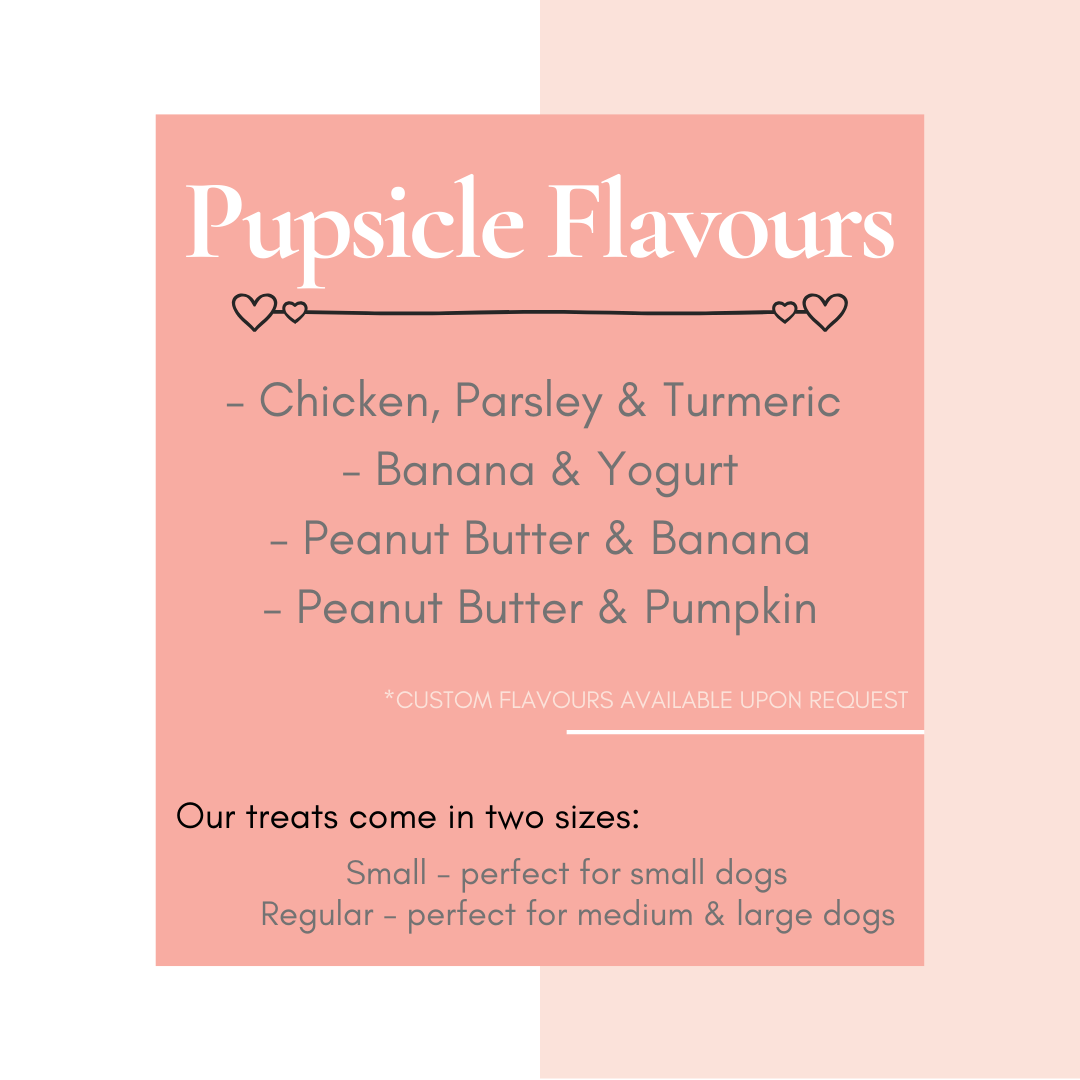 Pupsicle Flavours
- Chicken, Parsley & Turmeric
- Banana & Yogurt
- Peanut Butter & Banana
- Peanut Butter & Pumpkin
*CUSTOM FLAVOURS AVAILABLE UPON REQUEST
Our treats come in two sizes:
Small - perfect for small dogs
Regular - perfect for medium & large dogs